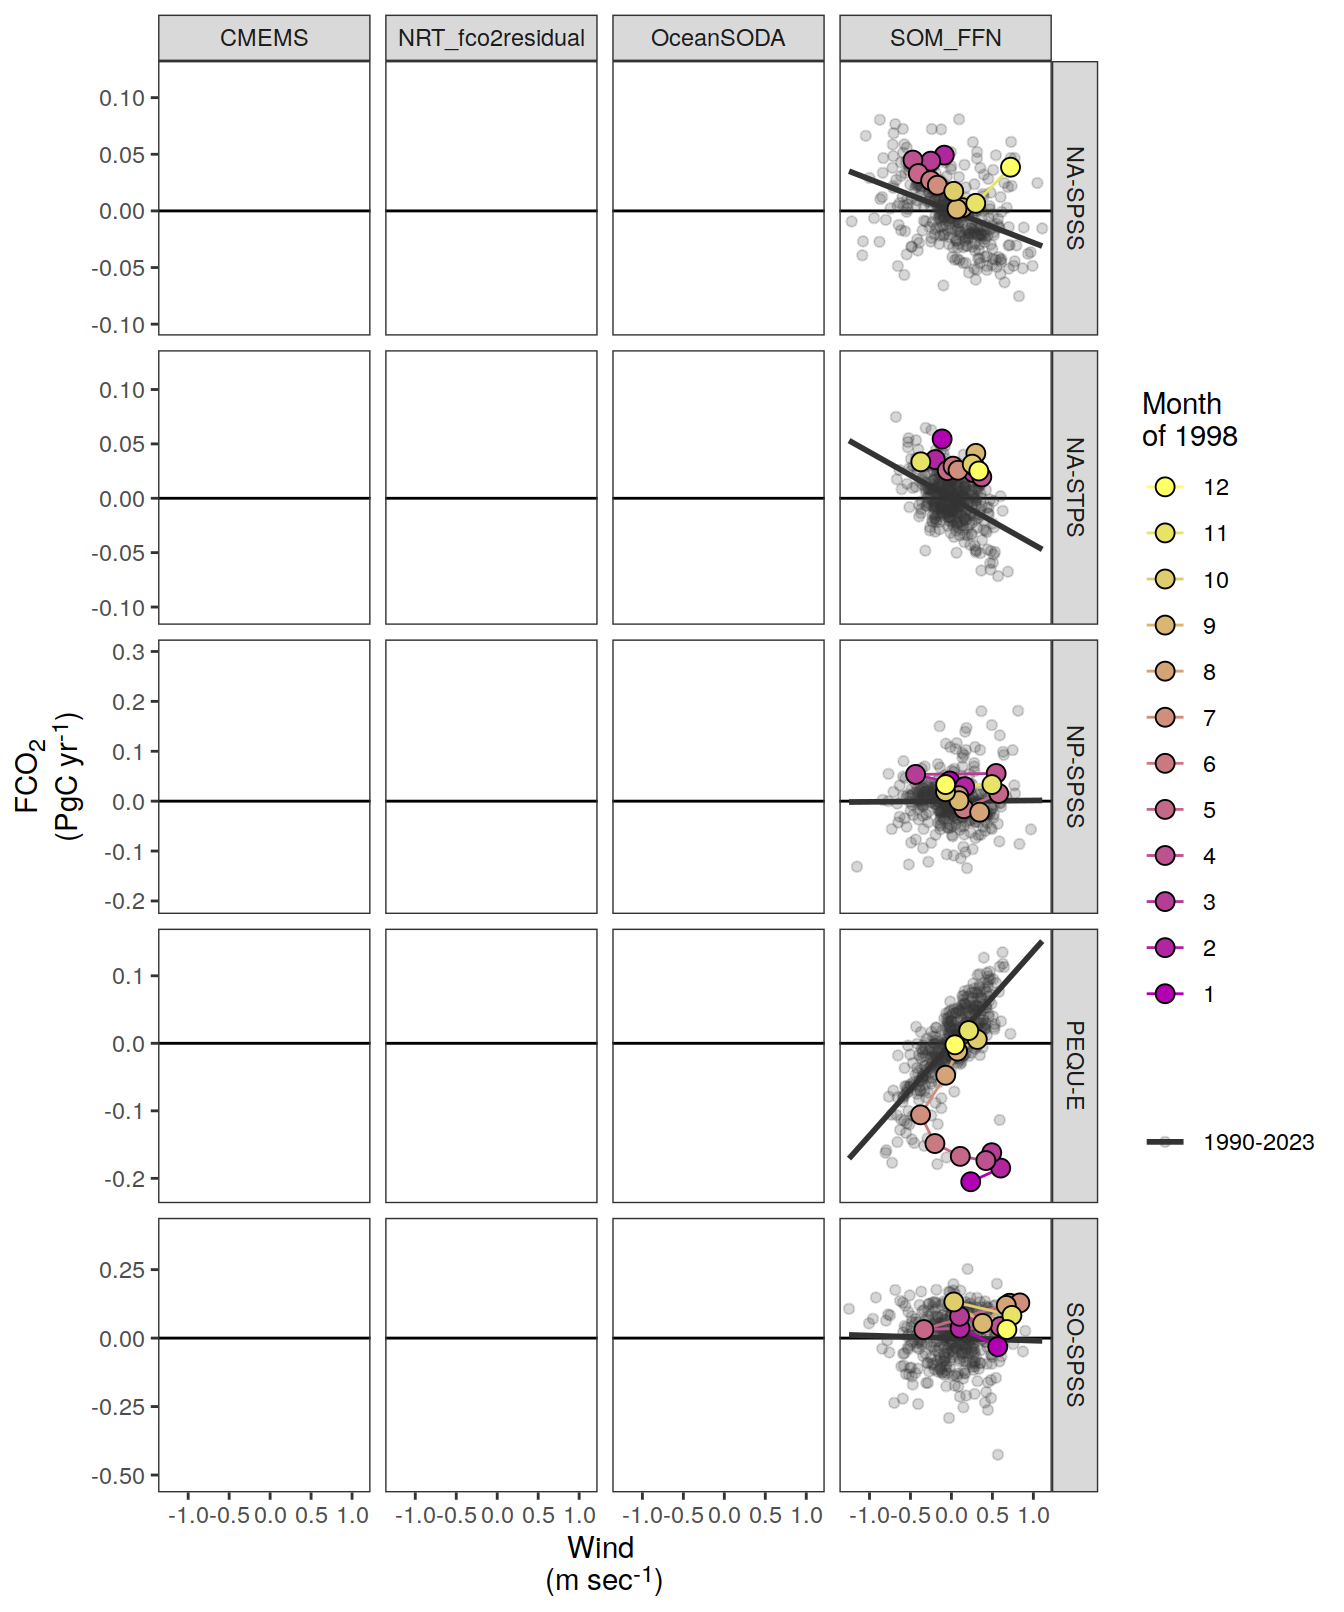 CMEMS NRT_fco2residual OceanSODA SOM_FFN
0.10
0.05
0.00
-0.05
-0.10
NA-SPSS
0.10
0.05
0.00
-0.05
-0.10
NA-STPS
0.3
0.2
0.1
0.0
-0.1
-0.2
NP-SPSS
0.1
0.0
-0.1
-0.2
PEQU-E
0.25
0.00
-0.25
-0.50
SO-SPSS
-1.0 -0.5 0.0 0.5 1.0 -1.0 -0.5 0.0 0.5 1.0 -1.0 -0.5 0.0 0.5 1.0 -1.0 -0.5 0.0 0.5 1.0
Wind
(m sec⁻¹)
FCO₂
(PgC yr⁻¹)
Month
of 1998
12
11
10
9
8
7
6
5
4
3
2
1
1990-2023